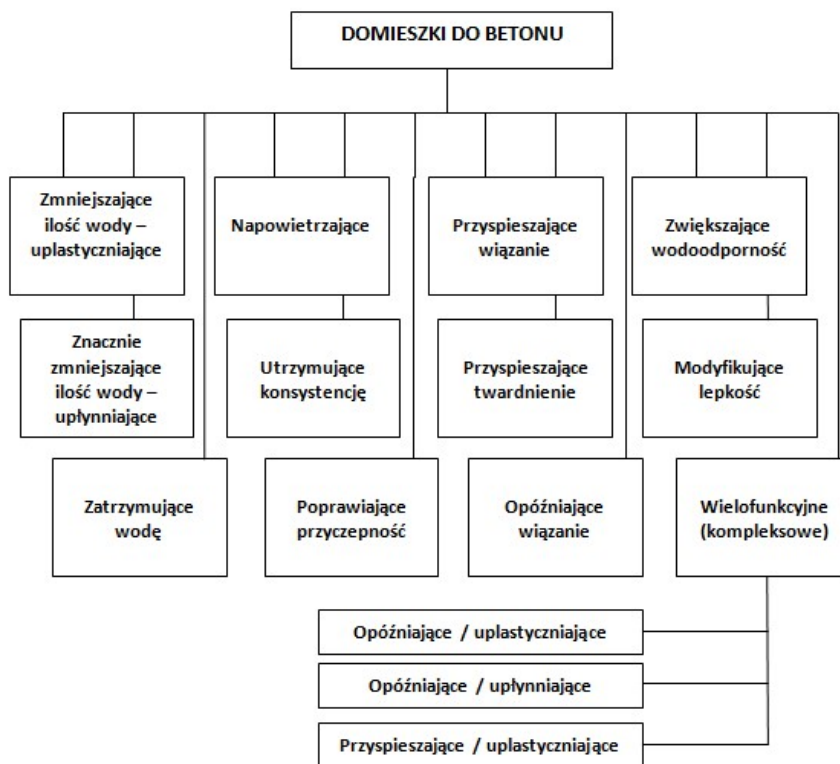 DOMIESZKI DO BETONU
Zmniejszające
ilość wody –
uplastyczniające
Napowietrzające
Przyspieszające
wiązanie
Zwiększające
wodoodporność
Znacznie
zmniejszające
ilość wody –
upłynniające
Utrzymujące
konsystencję
Przyspieszające
twardnienie
Modyfikujące
lepkość
Zatrzymujące
wodę
Poprawiające
przyczepność
Opóźniające
wiązanie
Wielofunkcyjne
(kompleksowe)
Opóźniające / uplastyczniające
Opóźniające / upłynniające
Przyspieszające / uplastyczniające